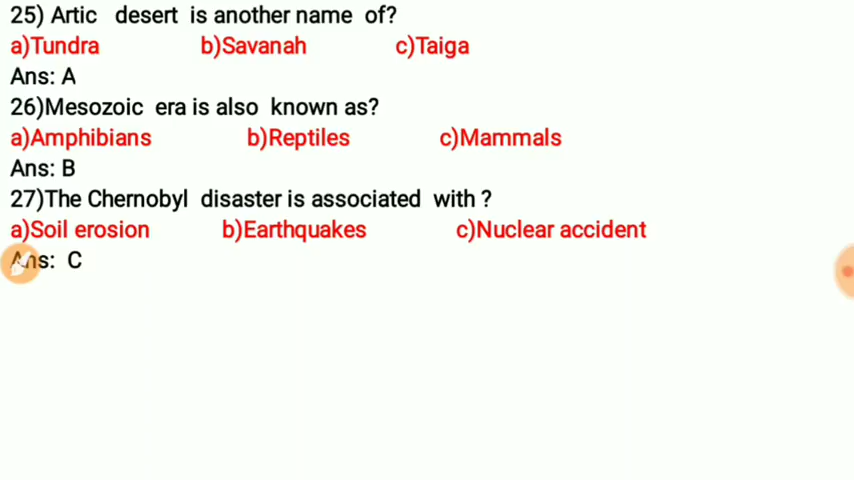 25) Artic desert is another name of?
a)Tundra b)Savanah c)Taiga
Ans: A
26)Mesozoic era is also known as?
a)Amphibians b)Reptiles c)Mammals
Ans: B
27)The Chernobyl disaster is associated with ?
a)Soil erosion b)Earthquakes c)Nuclear accident
Ans: C